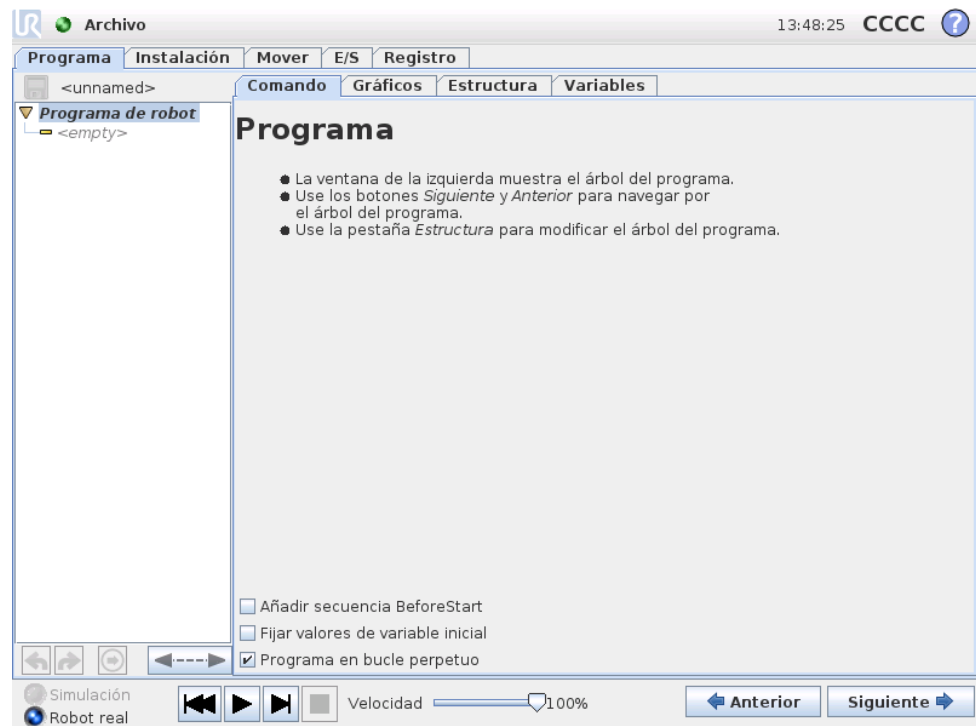 UR Archivo 13:48:25 CCCC ?
Programa Instalación Mover E/S Registro
<unnamed>
Comando Gráficos Estructura Variables
Programa de robot
<empty>
Programa
La ventana de la izquierda muestra el árbol del programa.
Use los botones Siguiente y Anterior para navegar por
el árbol del programa.
Use la pestaña Estructura para modificar el árbol del programa.
Añadir secuencia BeforeStart
Fijar valores de variable inicial
Programa en bucle perpetuo
Simulación
Robot real
Velocidad 100%
Anterior Siguiente